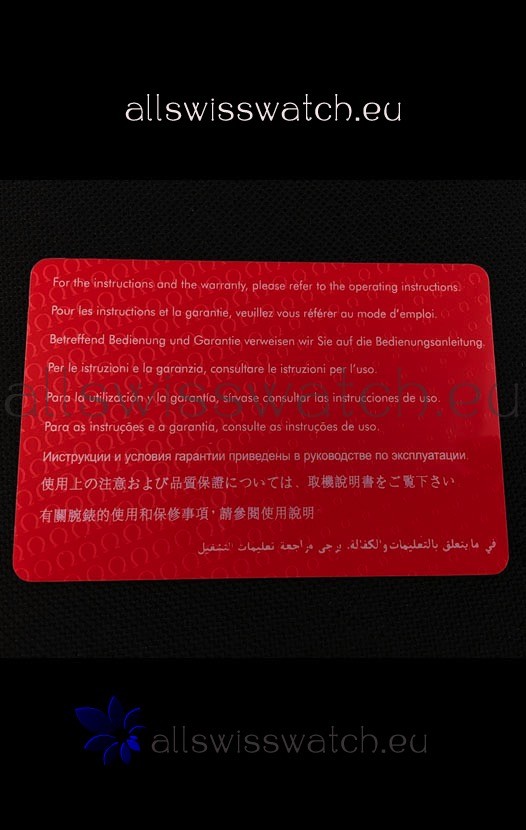 allswisswatch.eu
For the instructions and the warranty, please refer to the operating instructions.
Pour les instructions et la garantie, veuillez vous référer au mode d'emploi.
Betreffend Bedienung und Garantie verweisen wir Sie auf die Bedienungsanleitung.
Per le istruzioni e la garanzia, consultare le istruzioni per l'uso.
allswisswatch.eu
Para la utilización y la garantía, sírvase consultar las instrucciones de uso.
Para as instruções e a garantia, consulte as instruções de uso.
Инструкции и условия гарантии приведены в руководстве по эксплуатации.
使用上の注意および品質保證については、取機說明書をご覧下さい
有關腕錶的使用和保修事項，請參閱使用說明
في ما يتعلق بالتعليمات والكفالة، يرجى مراجعة تعليمات التشغيل
allswisswatch.eu